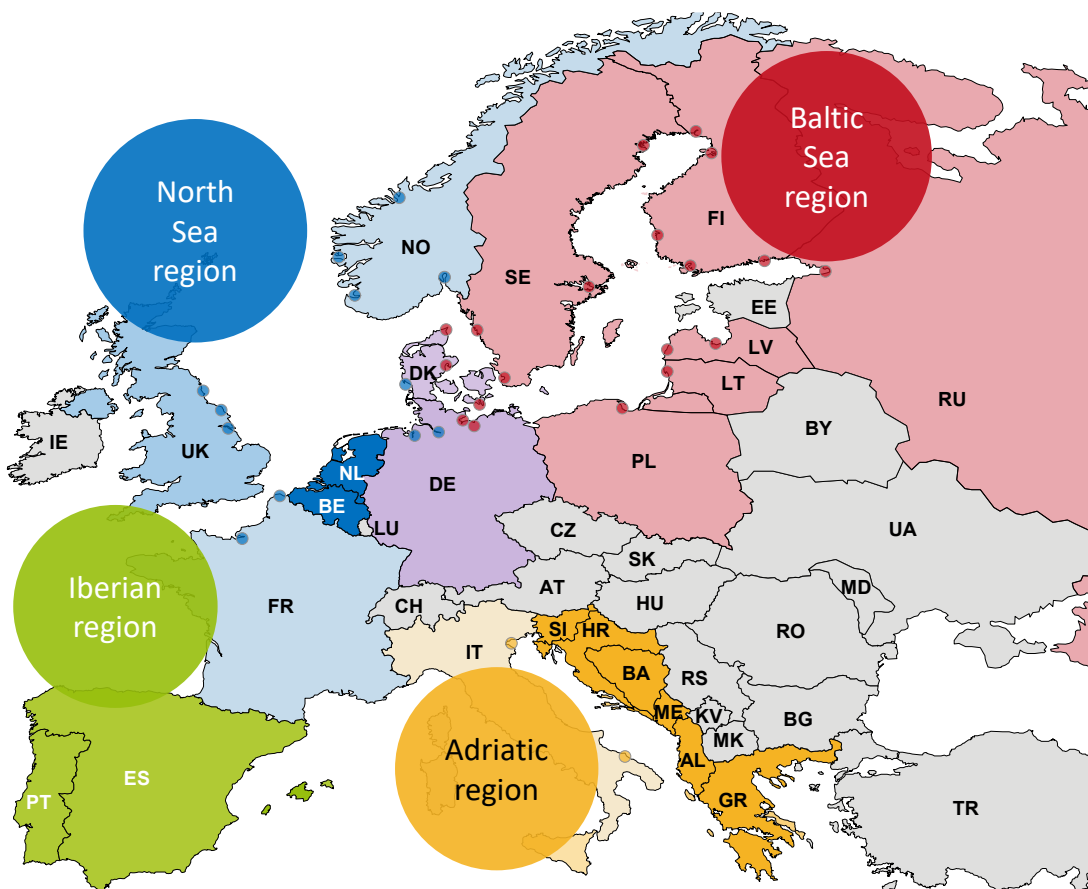 Baltic
Sea
region
North
Sea
region
NO
FI
SE
EE
LV
DK
LT
RU
IE
UK
BY
NL
PL
DE
BE
LU
CZ
UA
SK
Iberian
region
AT
MD
CH
HU
FR
RO
SI
HR
IT
BA
RS
ME
KV
BG
MK
Adriatic
region
AL
ES
PT
GR
TR